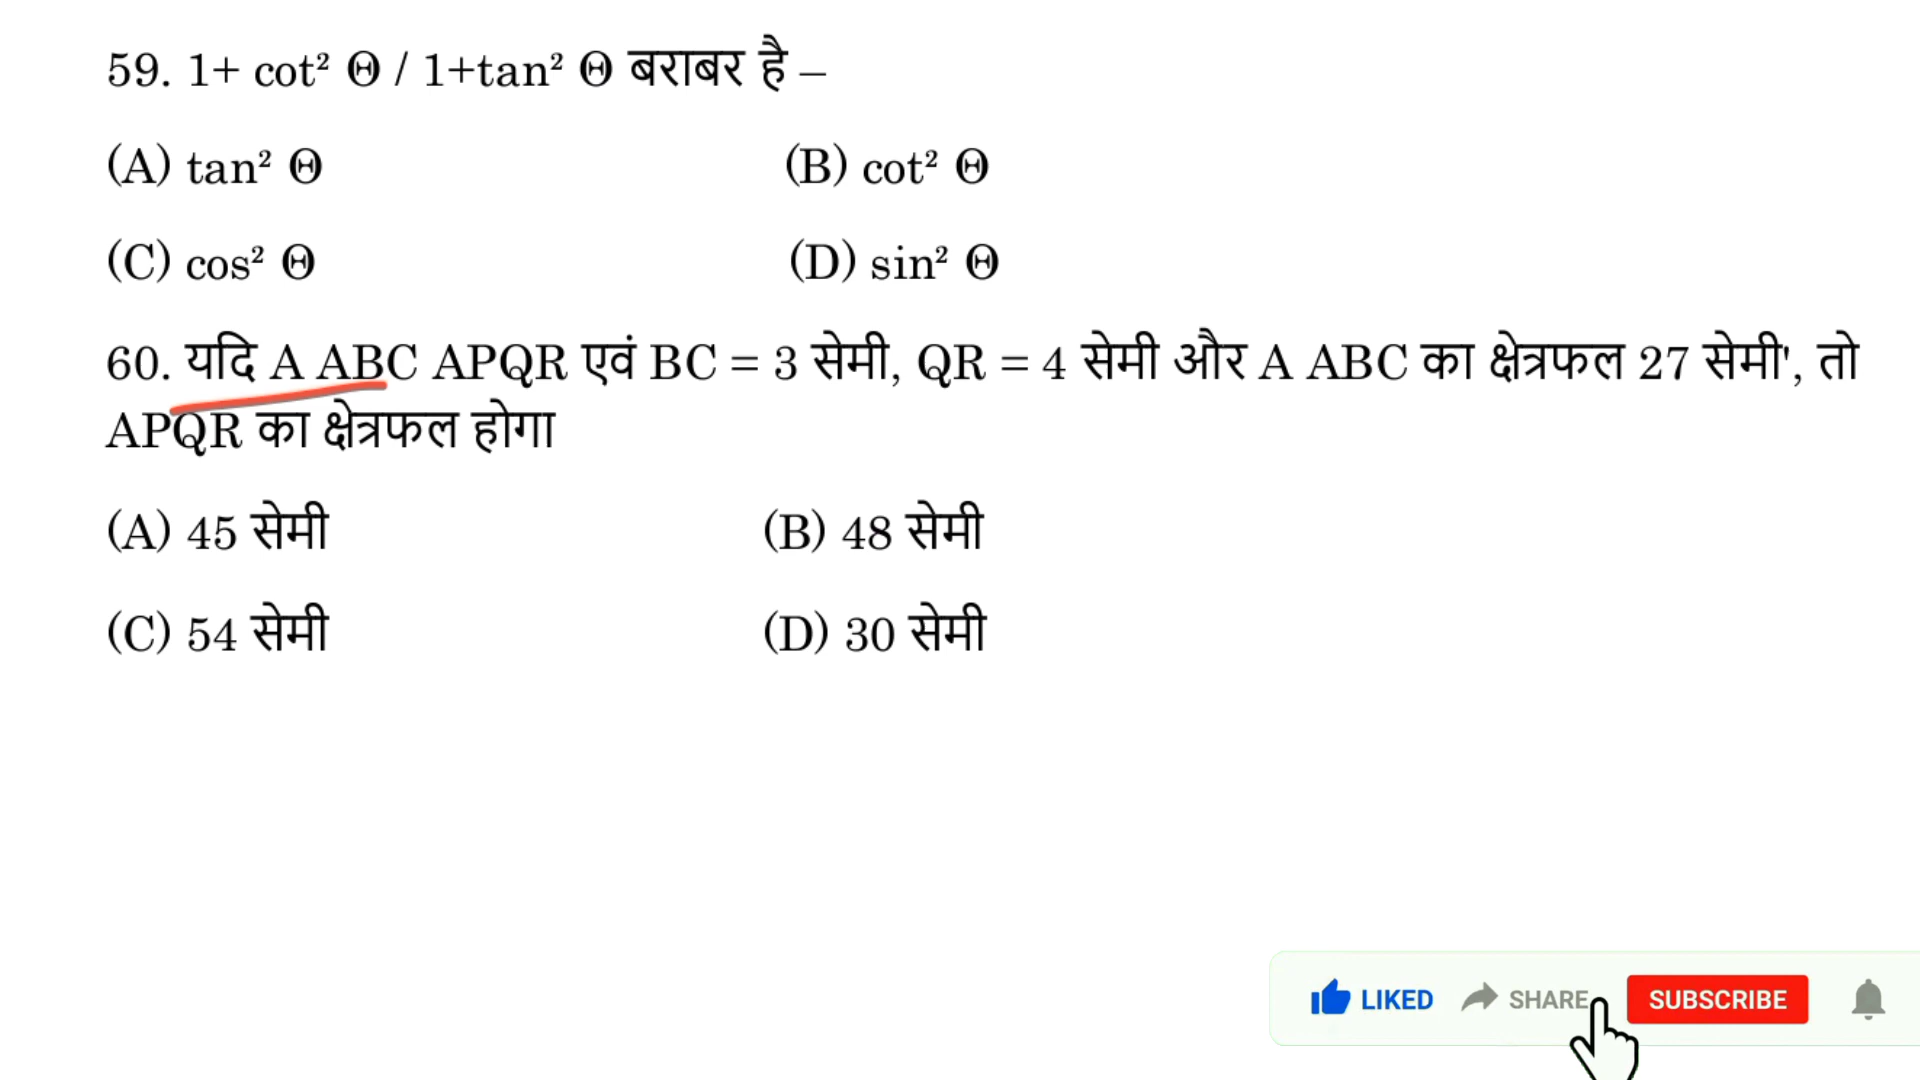 59. 1+ cot² Θ / 1+tan² Θ बराबर है –
(A) tan² Θ (B) cot² Θ
(C) cos² Θ (D) sin² Θ
60. यदि A ABC APQR एवं BC = 3 सेमी, QR = 4 सेमी और A ABC का क्षेत्रफल 27 सेमी', तो
APQR का क्षेत्रफल होगा
(A) 45 सेमी (B) 48 सेमी
(C) 54 सेमी (D) 30 सेमी
LIKED SHARE SUBSCRIBE